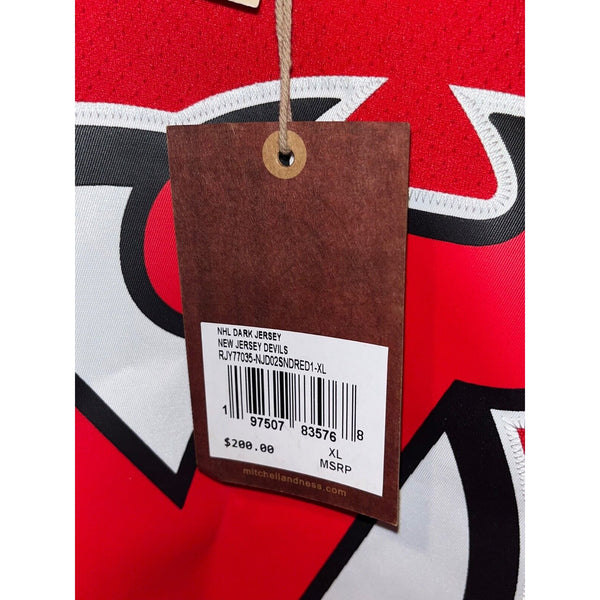 NHL DARK JERSEY
NEW JERSEY DEVILS
RJY77035-NJD02SNDRED1-XL
1 97507 83576 8
$200.00 XL
MSRP
mitchellandness.com